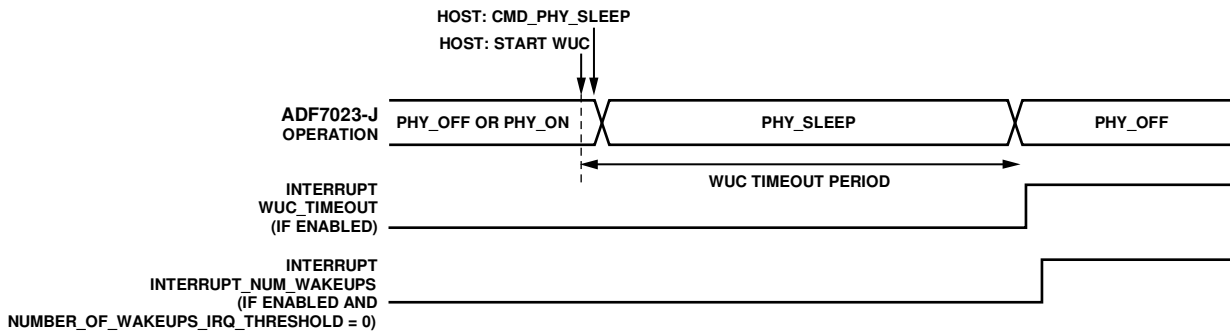 HOST: CMD_PHY_SLEEP
HOST: START WUC
ADF7023-J
OPERATION
PHY_OFF OR PHY_ON
PHY_SLEEP
PHY_OFF
WUC TIMEOUT PERIOD
INTERRUPT
WUC_TIMEOUT
(IF ENABLED)
INTERRUPT
INTERRUPT_NUM_WAKEUPS
(IF ENABLED AND
NUMBER_OF_WAKEUPS_IRQ_THRESHOLD = 0)